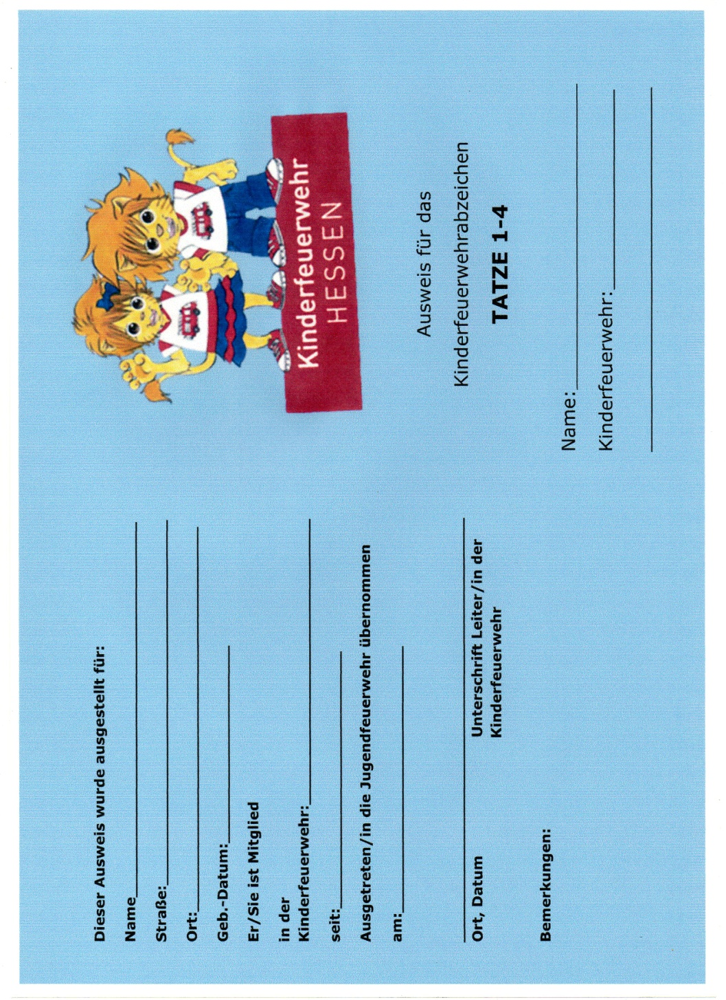 Dieser Ausweis wurde ausgestellt für:
Name
Straße:
Ort:
Geb.-Datum:
Er/Sie ist Mitglied
in der
Kinderfeuerwehr:
seit:
Ausgetreten/in die Jugendfeuerwehr übernommen
am:
Ort, Datum Unterschrift Leiter/in der
Kinderfeuerwehr
Bemerkungen:
Kinderfeuerwehr
HESSEN
Ausweis für das
Kinderfeuerwehrabzeichen
TATZE 1-4
Name:
Kinderfeuerwehr: